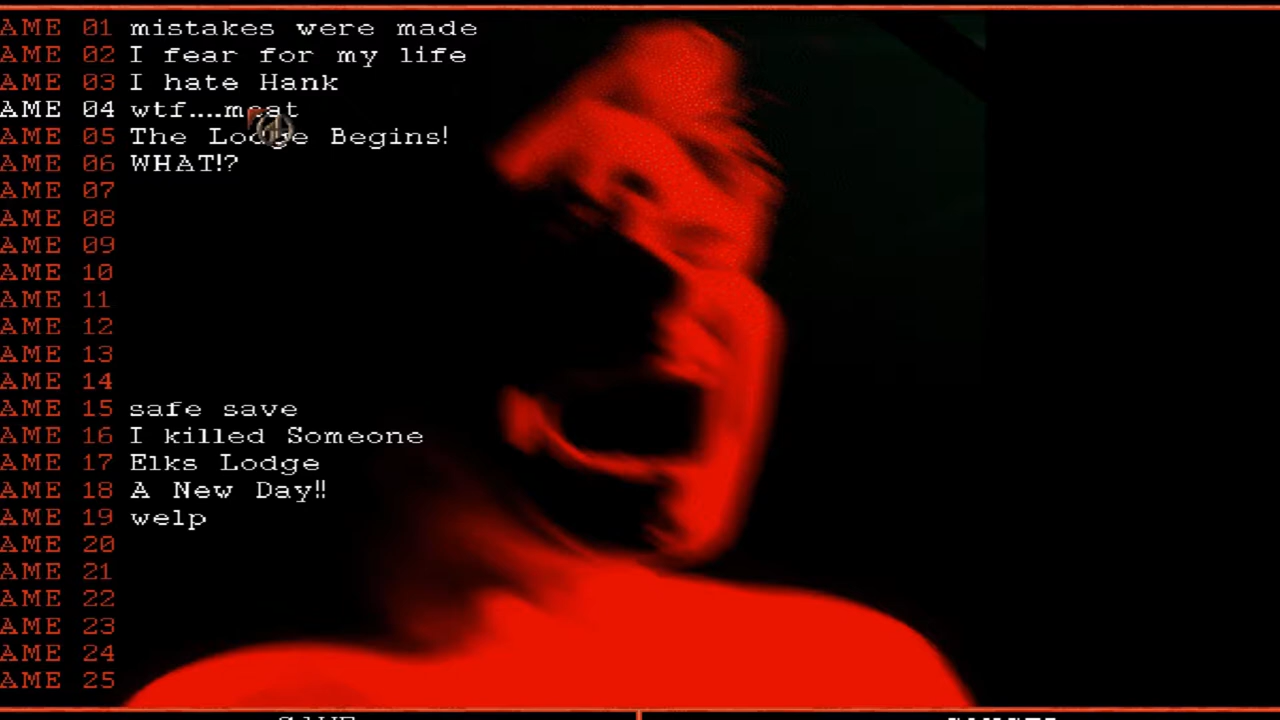 AME 01 mistakes were made
AME 02 I fear for my life
AME 03 I hate Hank
AME 04 wtf....meat
AME 05 The Lodge Begins!
AME 06 WHAT!?
AME 07
AME 08
AME 09
AME 10
AME 11
AME 12
AME 13
AME 14
AME 15 safe save
AME 16 I killed Someone
AME 17 Elks Lodge
AME 18 A New Day!!
AME 19 welp
AME 20
AME 21
AME 22
AME 23
AME 24
AME 25